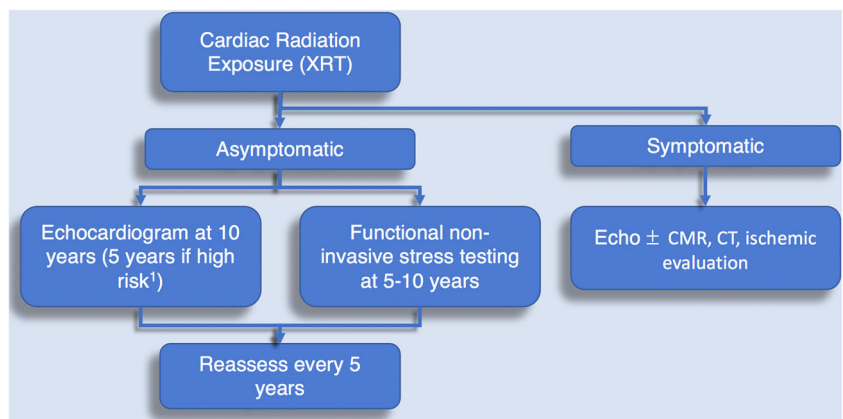 Cardiac Radiation
Exposure (XRT)
Asymptomatic
Symptomatic
Echocardiogram at 10
years (5 years if high
risk¹)
Functional non-
invasive stress testing
at 5-10 years
Echo ± CMR, CT, ischemic
evaluation
Reassess every 5
years